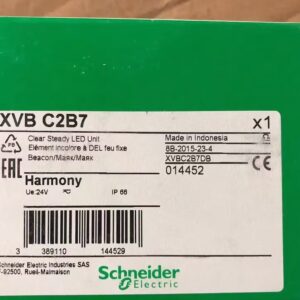 XVB C2B7
x1
Clear Steady LED Unit
Elément incolore à DEL feu fixe
Beacon/Маяк/Маяк
Made in Indonesia
8B-2015-23-4
XVBC2B7DB
014452
CE
EAC
Harmony
Ue:24V
IP 66
3 389110 144529
Schneider Electric Industries SAS
F-92500, Rueil-Malmaison
Schneider
Electric